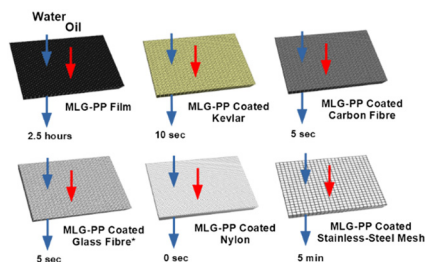 Water
Oil
MLG-PP Film
2.5 hours
MLG-PP Coated
Kevlar
10 sec
MLG-PP Coated
Carbon Fibre
5 sec
MLG-PP Coated
Glass Fibre*
5 sec
MLG-PP Coated
Nylon
0 sec
MLG-PP Coated
Stainless-Steel Mesh
5 min